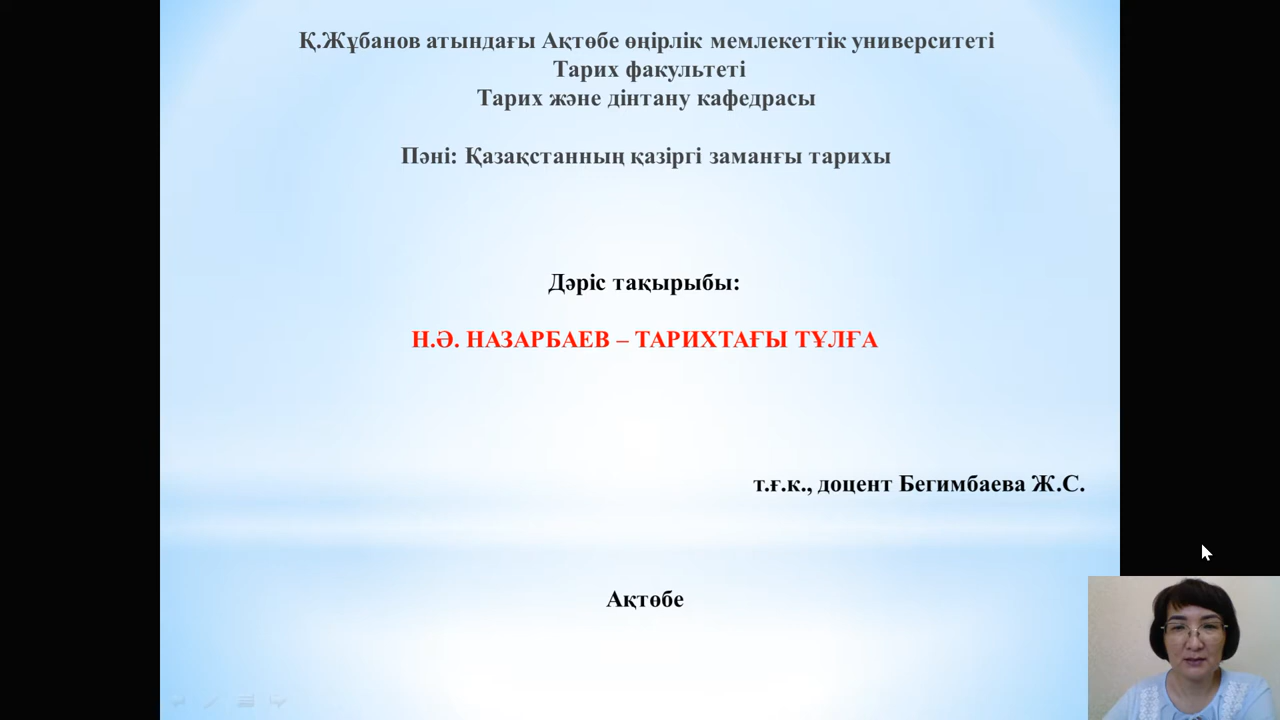 Қ.Жұбанов атындағы Ақтөбе өңірлік мемлекеттік университеті
Тарих факультеті
Тарих және дінтану кафедрасы
Пәні: Қазақстанның қазіргі заманғы тарихы
Дәріс тақырыбы:
Н.Ә. НАЗАРБАЕВ – ТАРИХТАҒЫ ТҰЛҒА
т.ғ.к., доцент Бегимбаева Ж.С.
Ақтөбе